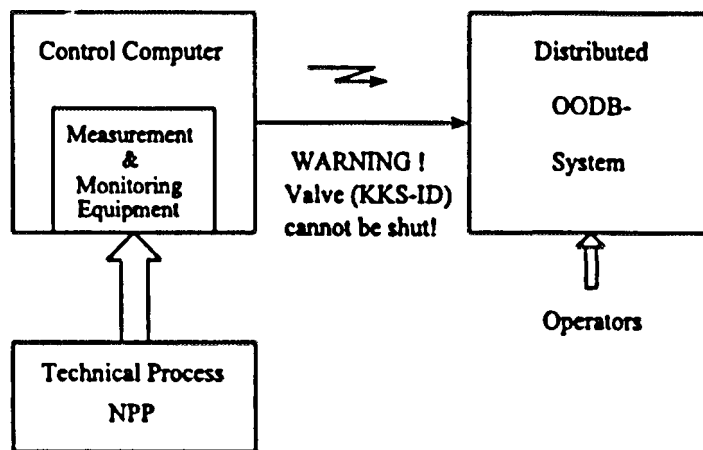 Control Computer
Measurement
&
Monitoring
Equipment
WARNING !
Valve (KKS-ID)
cannot be shut!
Distributed
OODB-
System
Operators
Technical Process
NPP